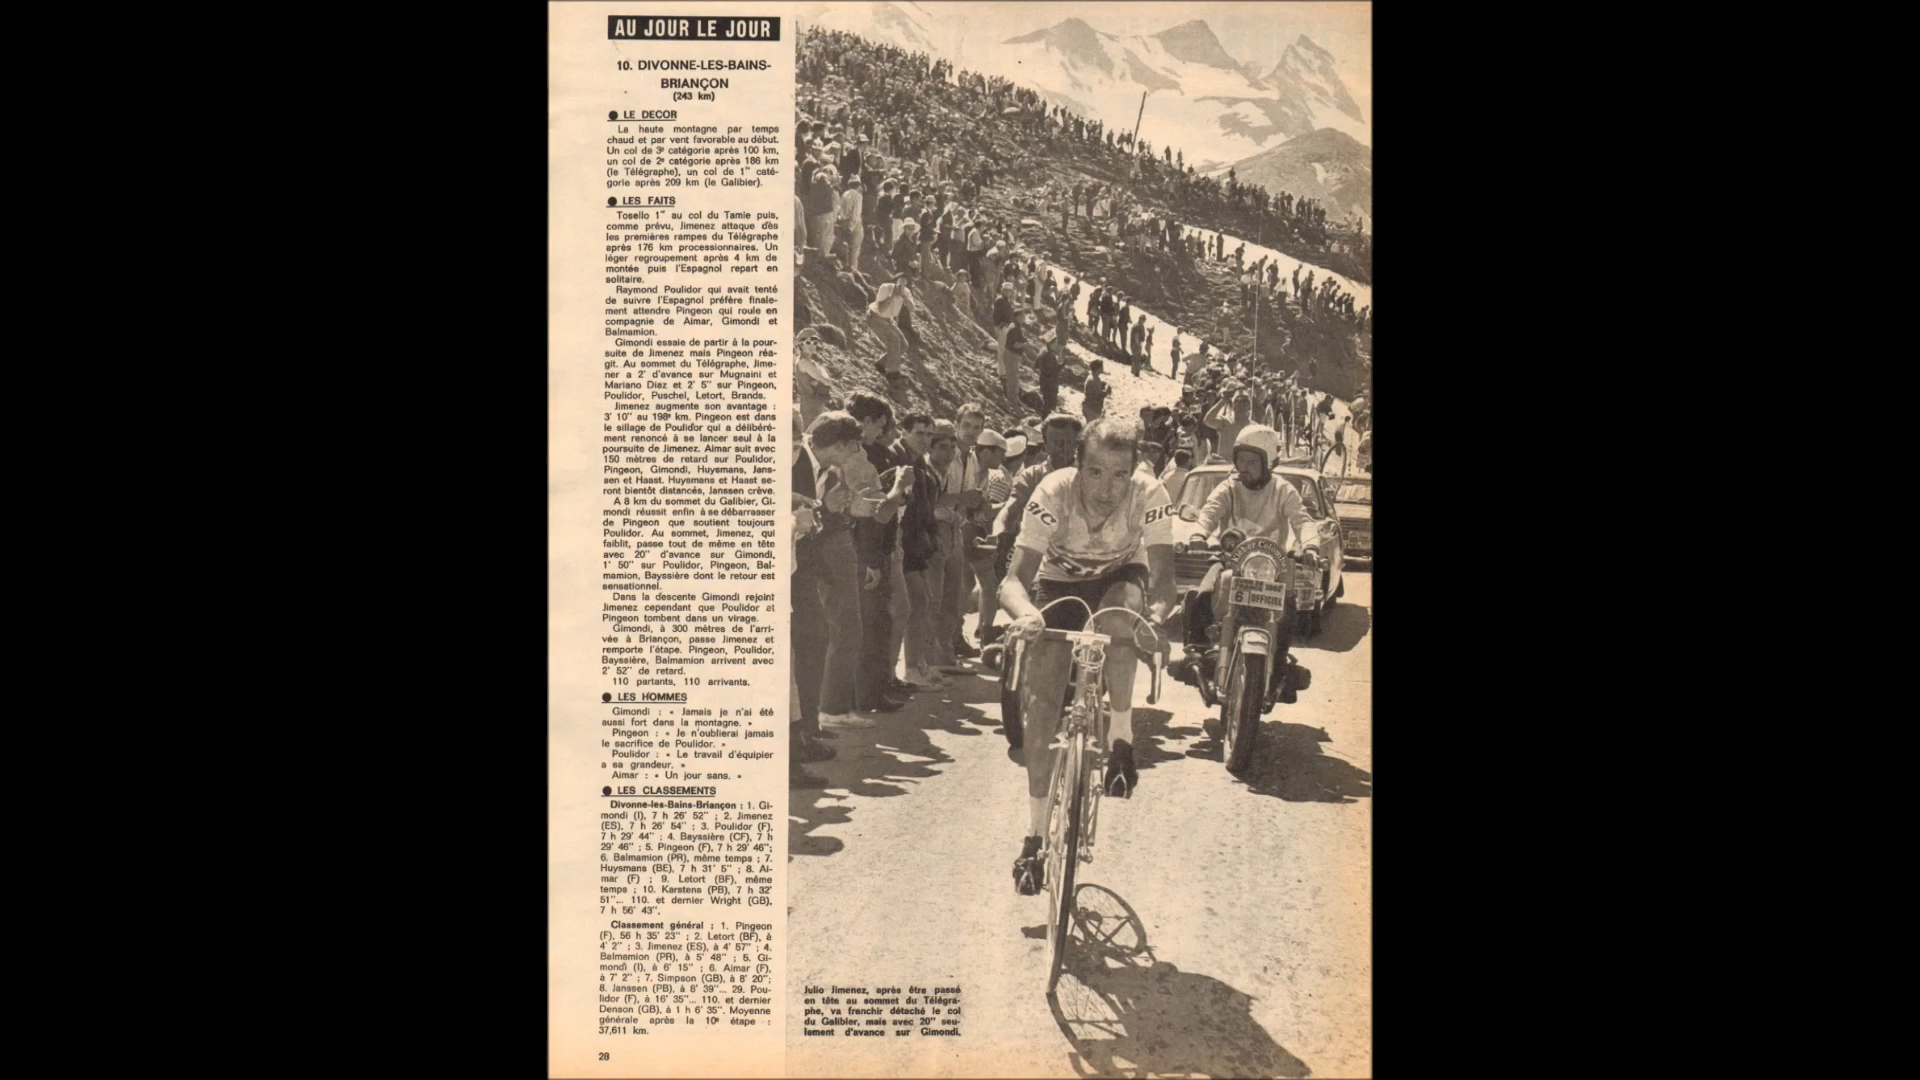 AU JOUR LE JOUR
10. DIVONNE-LES-BAINS-
BRIANÇON
(243 km)
● LE DECOR
La haute montagne par temps
chaud et par vent favorable au début.
Un col de 3e catégorie après 100 km,
un col de 2e catégorie après 186 km
(le Télégraphe), un col de 1re caté-
gorie après 209 km (le Galibier).
● LES FAITS
Tosello 1er au col du Tamie puis,
comme prévu, Jimenez attaque dès
les premières rampes du Télégraphe
après 176 km processionnaires. Un
léger regroupement après 4 km de
montée puis l'Espagnol repart en
solitaire.
Raymond Poulidor qui avait tenté
de suivre l'Espagnol préfère finale-
ment attendre Pingeon qui roule en
compagnie de Aimar, Gimondi et
Balmamion.
Gimondi essaie de partir à la pour-
suite de Jimenez mais Pingeon réa-
git. Au sommet du Télégraphe, Jime-
ner a 2' d'avance sur Mugnaini et
Mariano Diaz et 2' 5" sur Pingeon,
Poulidor, Puschel, Letort, Brands.
Jimenez augmente son avantage :
3' 10" au 198e km. Pingeon est dans
le sillage de Poulidor qui a délibéré-
ment renoncé à se lancer seul à la
poursuite de Jimenez. Aimar suit avec
150 mètres de retard sur Poulidor,
Pingeon, Gimondi, Huysmans, Jans-
sen et Haast. Huysmans et Haast se-
ront bientôt distancés, Janssen crève.
A 8 km du sommet du Galibier, Gi-
mondi réussit enfin à se débarrasser
de Pingeon que soutient toujours
Poulidor. Au sommet, Jimenez, qui
faiblit, passe tout de même en tête
avec 20" d'avance sur Gimondi,
1' 50" sur Poulidor, Pingeon, Bal-
mamion, Bayssière dont le retour est
sensationnel.
Dans la descente Gimondi rejoint
Jimenez cependant que Poulidor et
Pingeon tombent dans un virage.
Gimondi, à 300 mètres de l'arri-
vée à Briançon, passe Jimenez et
remporte l'étape. Pingeon, Poulidor,
Bayssière, Balmamion arrivent avec
2' 52" de retard.
110 partants, 110 arrivants.
● LES HOMMES
Gimondi : « Jamais je n'ai été
aussi fort dans la montagne. »
Pingeon : « Je n'oublierai jamais
le sacrifice de Poulidor. »
Poulidor : « Le travail d'équipier
a sa grandeur. »
Aimar : « Un jour sans. »
● LES CLASSEMENTS
Divonne-les-Bains-Briançon : 1. Gi-
mondi (I), 7 h 26' 52" ; 2. Jimenez
(ES), 7 h 26' 54" ; 3. Poulidor (F),
7 h 29' 44" ; 4. Bayssière (CF), 7 h
29' 46" ; 5. Pingeon (F), 7 h 29' 46";
6. Balmamion (PR), même temps ; 7.
Huysmans (BE), 7 h 31' 5" ; 8. Ai-
mar (F) ; 9. Letort (BF), même
temps ; 10. Karstens (PB), 7 h 32'
51"... 110. et dernier Wright (GB),
7 h 56' 43".
Classement général : 1. Pingeon
(F), 56 h 35' 23" ; 2. Letort (BF), à
4' 2" ; 3. Jimenez (ES), à 4' 57" ; 4.
Balmamion (PR), à 5' 48" ; 5. Gi-
mondi (I), à 6' 15" ; 6. Aimar (F),
à 7' 2" ; 7. Simpson (GB), à 8' 20";
8. Janssen (PB), à 8' 39"... 29. Pou-
lidor (F), à 16' 35"... 110. et dernier
Denson (GB), à 1 h 6' 35". Moyenne
générale après la 10e étape :
37,611 km.
28
BiC
BiC
6 OFFICIEL
Julio Jimenez, après être passé
en tête au sommet du Télégra-
phe, va franchir détaché le col
du Galibier, mais avec 20" seu-
lement d'avance sur Gimondi.